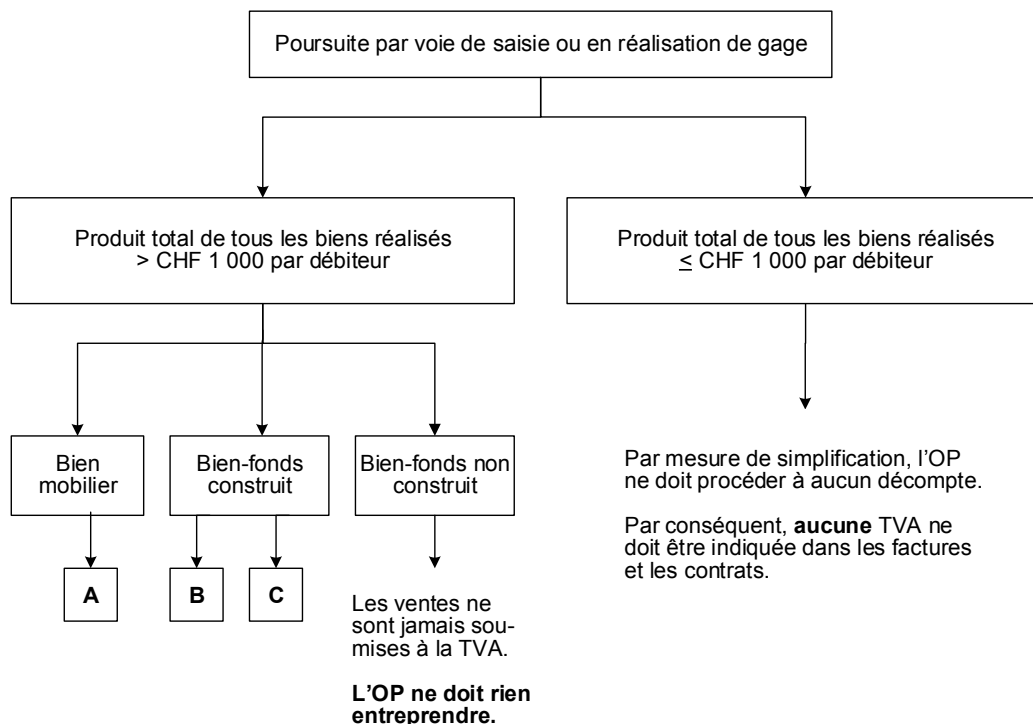 Poursuite par voie de saisie ou en réalisation de gage
Produit total de tous les biens réalisés
> CHF 1 000 par débiteur
Produit total de tous les biens réalisés
≤ CHF 1 000 par débiteur
Bien
mobilier
Bien-fonds
construit
Bien-fonds non
construit
A
B
C
Les ventes ne
sont jamais sou-
mises à la TVA.
L’OP ne doit rien
entreprendre.
Par mesure de simplification, l’OP
ne doit procéder à aucun décompte.
Par conséquent, aucune TVA ne
doit être indiquée dans les factures
et les contrats.